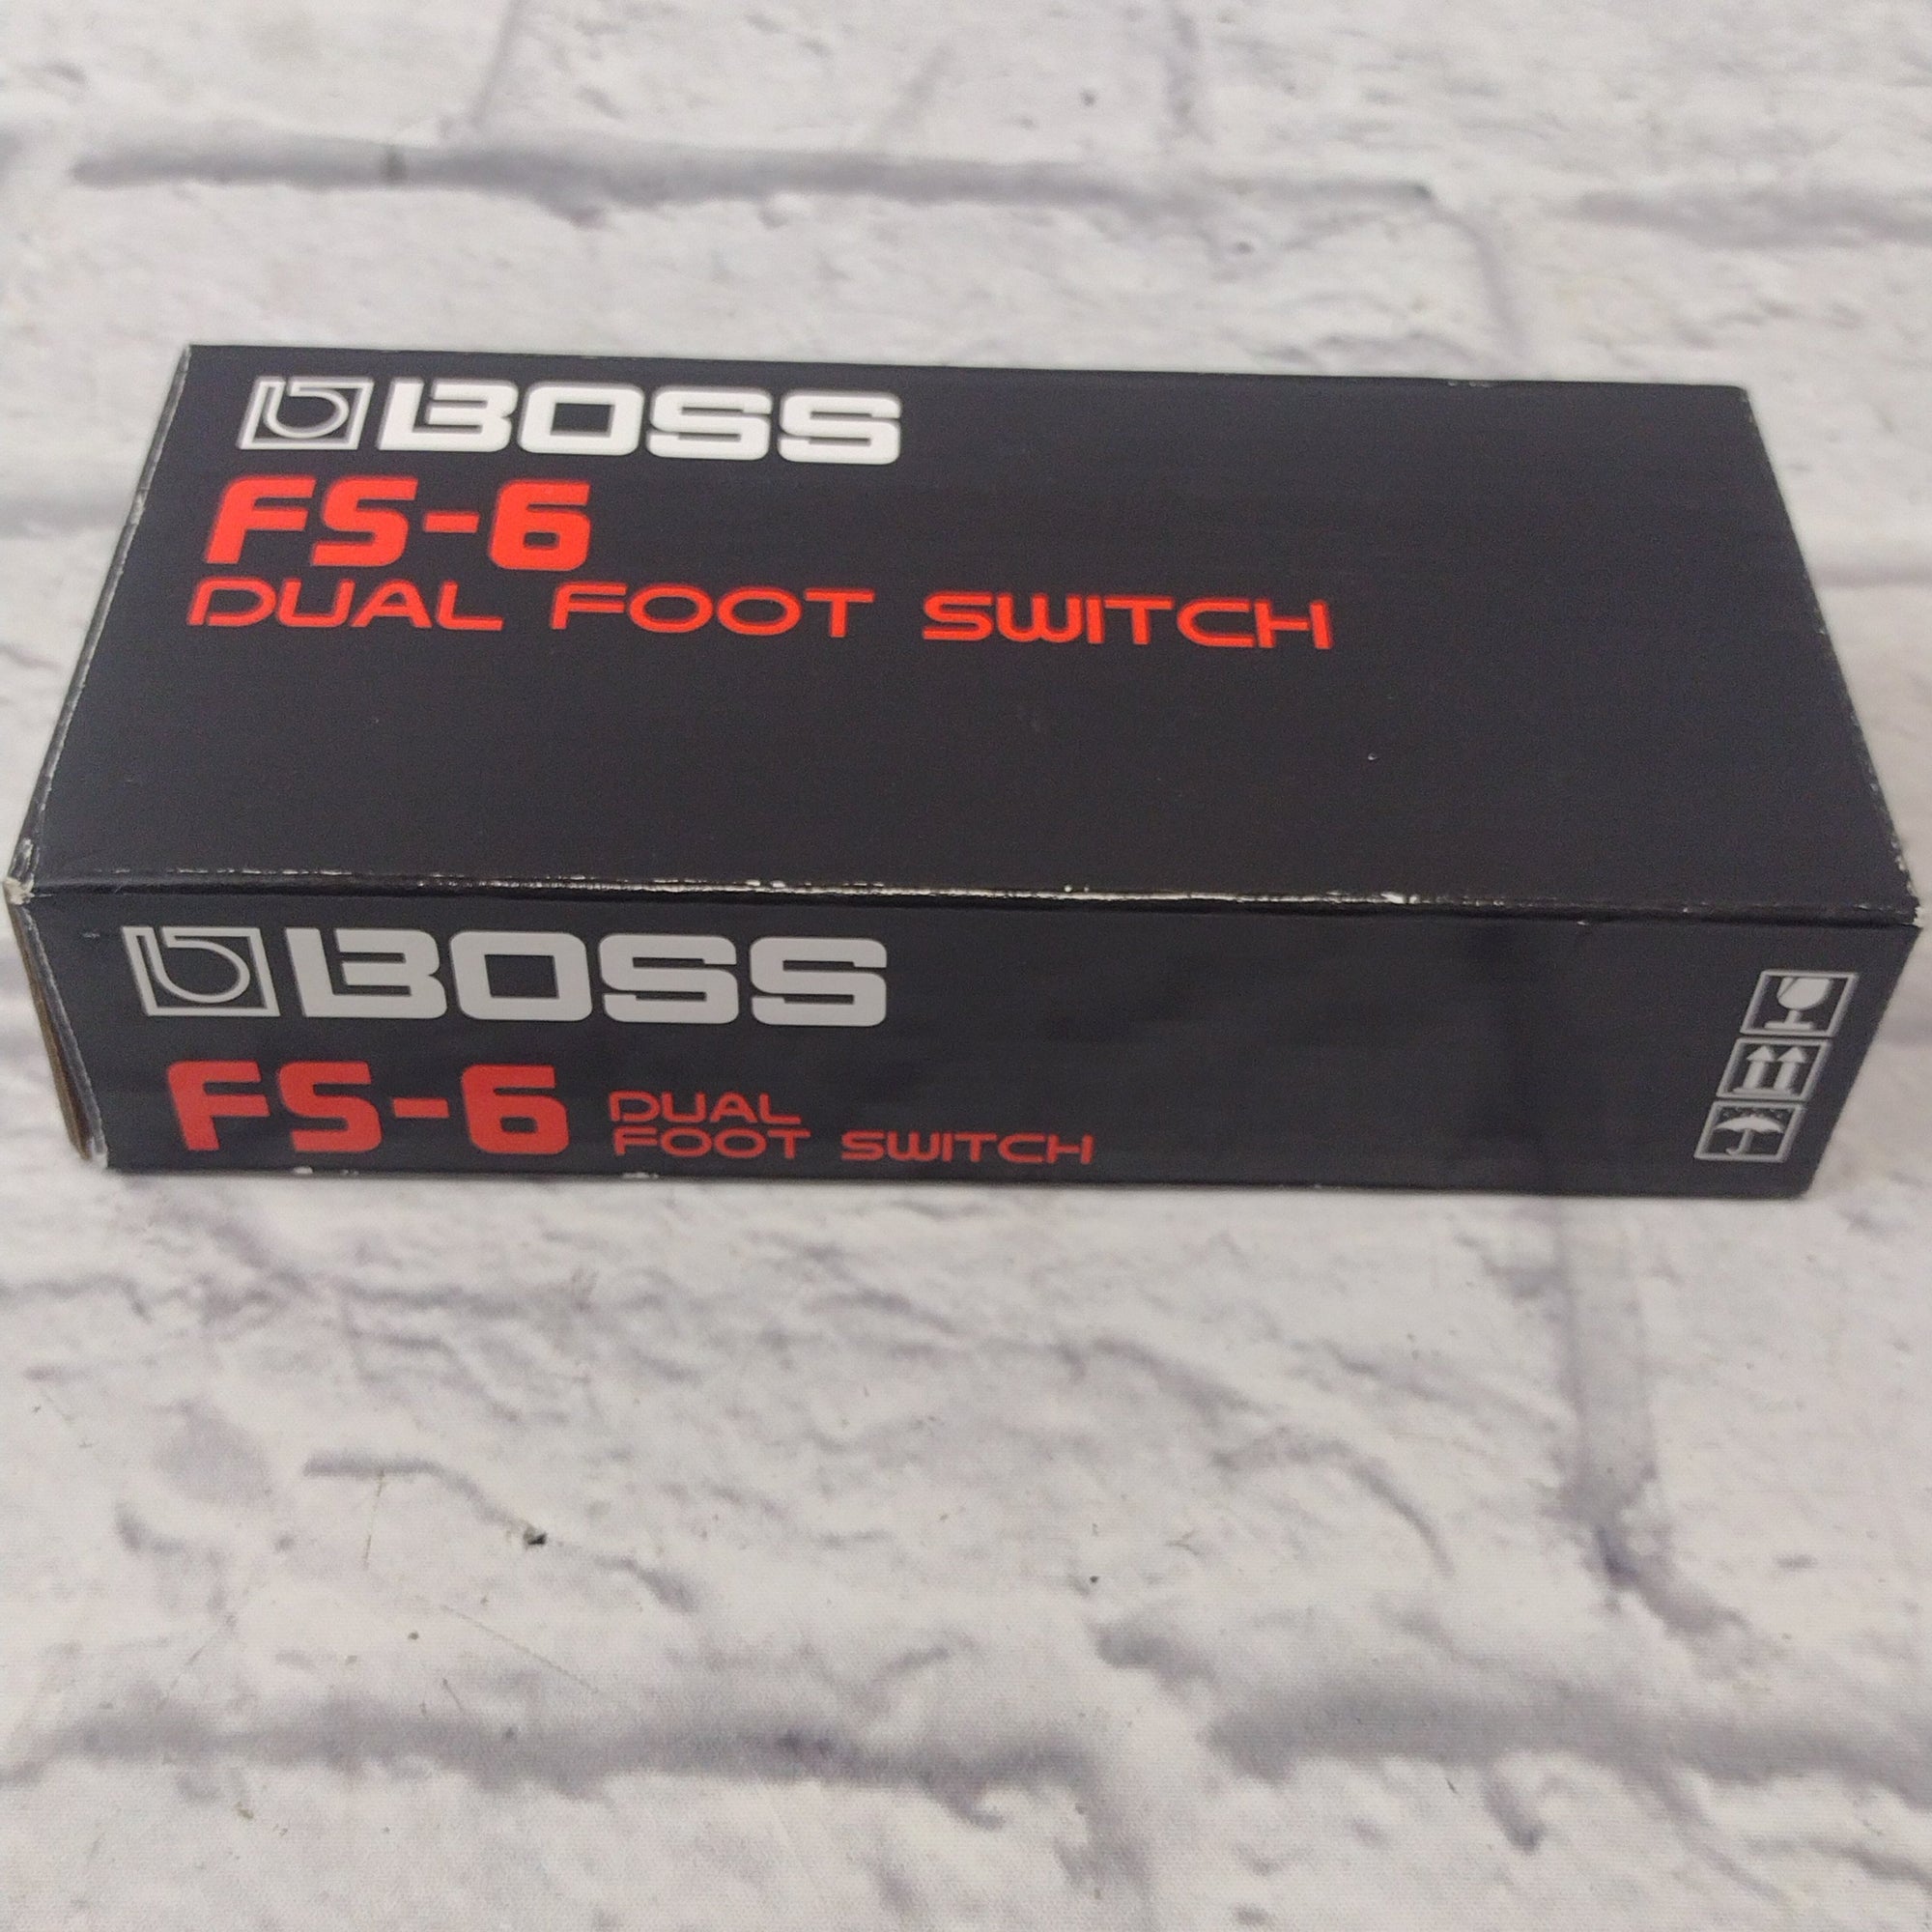 BOSS
FS-6
DUAL FOOT SWITCH
BOSS
FS-6 DUAL
FOOT SWITCH